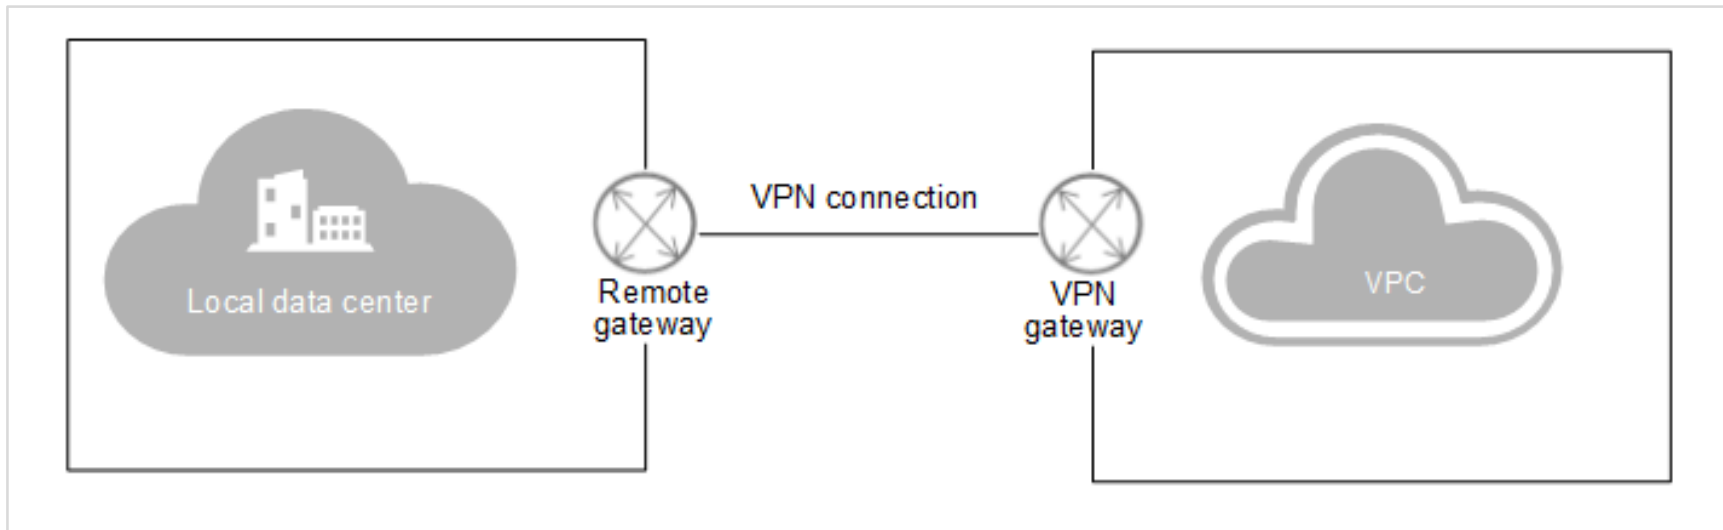 Local data center
Remote
gateway
VPN connection
VPN
gateway
VPC